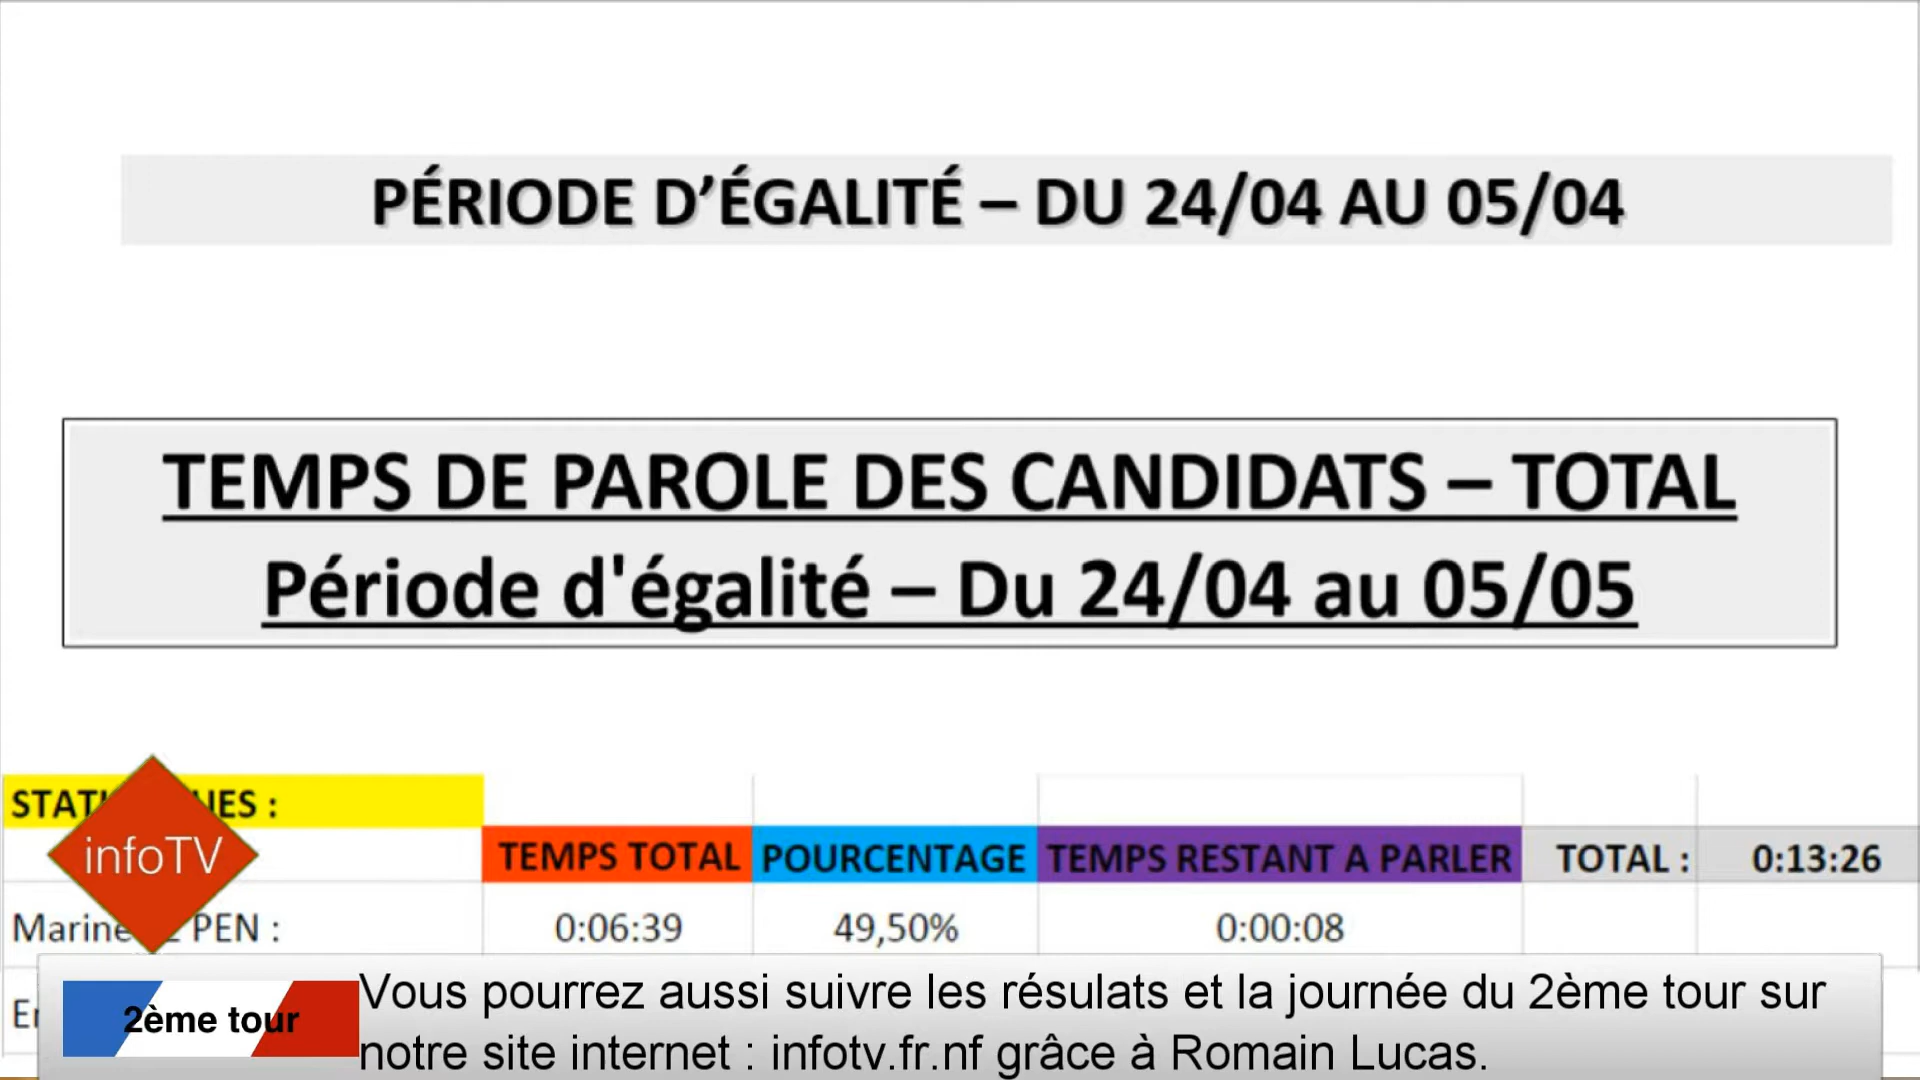 PÉRIODE D’ÉGALITÉ – DU 24/04 AU 05/04
TEMPS DE PAROLE DES CANDIDATS – TOTAL
Période d'égalité – Du 24/04 au 05/05
infoTV
TEMPS TOTAL POURCENTAGE TEMPS RESTANT A PARLER TOTAL : 0:13:26
Marine PEN : 0:06:39 49,50% 0:00:08
2ème tour
Vous pourrez aussi suivre les résulats et la journée du 2ème tour sur
notre site internet : infotv.fr.nf grâce à Romain Lucas.